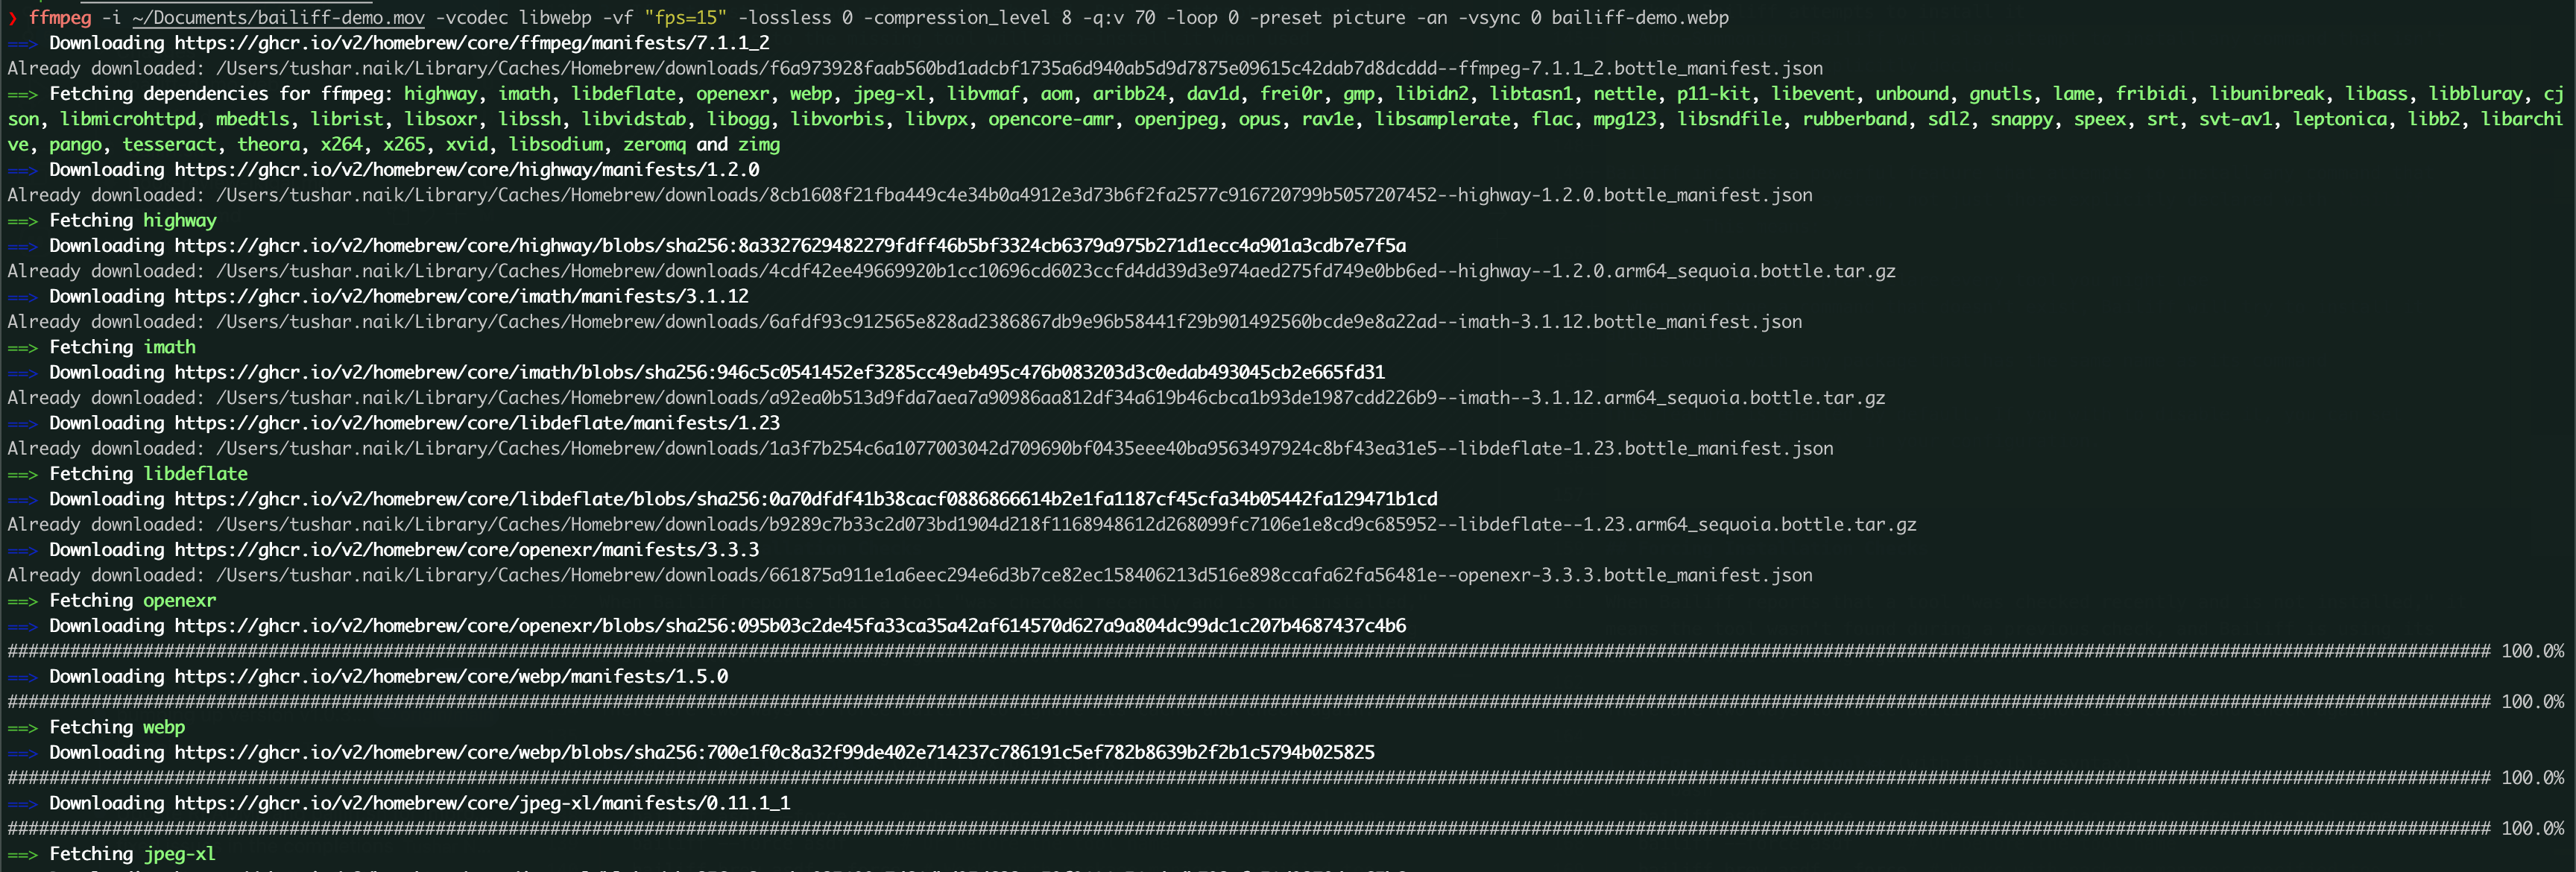 ❯ ffmpeg -i ~/Documents/bailiff-demo.mov -vcodec libwebp -vf "fps=15" -lossless 0 -compression_level 8 -q:v 70 -loop 0 -preset picture -an -vsync 0 bailiff-demo.webp
==> Downloading https://ghcr.io/v2/homebrew/core/ffmpeg/manifests/7.1.1_2
Already downloaded: /Users/tushar.naik/Library/Caches/Homebrew/downloads/f6a973928faab560bd1adcbf1735a6d940ab5d9d7875e09615c42dab7d8dcddd--ffmpeg-7.1.1_2.bottle_manifest.json
==> Fetching dependencies for ffmpeg: highway, imath, libdeflate, openexr, webp, jpeg-xl, libvmaf, aom, aribb24, dav1d, frei0r, gmp, libidn2, libtasn1, nettle, p11-kit, libevent, unbound, gnutls, lame, fribidi, libunibreak, libass, libbluray, cj
son, libmicrohttpd, mbedtls, librist, libsoxr, libssh, libvidstab, libogg, libvorbis, libvpx, opencore-amr, openjpeg, opus, rav1e, libsamplerate, flac, mpg123, libsndfile, rubberband, sdl2, snappy, speex, srt, svt-av1, leptonica, libb2, libarchi
ve, pango, tesseract, theora, x264, x265, xvid, libsodium, zeromq and zimg
==> Downloading https://ghcr.io/v2/homebrew/core/highway/manifests/1.2.0
Already downloaded: /Users/tushar.naik/Library/Caches/Homebrew/downloads/8cb1608f21fba449c4e34b0a4912e3d73b6f2fa2577c916720799b5057207452--highway-1.2.0.bottle_manifest.json
==> Fetching highway
==> Downloading https://ghcr.io/v2/homebrew/core/highway/blobs/sha256:8a3327629482279fdff46b5bf3324cb6379a975b271d1ecc4a901a3cdb7e7f5a
Already downloaded: /Users/tushar.naik/Library/Caches/Homebrew/downloads/4cdf42ee49669920b1cc10696cd6023ccfd4dd39d3e974aed275fd749e0bb6ed--highway--1.2.0.arm64_sequoia.bottle.tar.gz
==> Downloading https://ghcr.io/v2/homebrew/core/imath/manifests/3.1.12
Already downloaded: /Users/tushar.naik/Library/Caches/Homebrew/downloads/6afdf93c912565e828ad2386867db9e96b58441f29b901492560bcde9e8a22ad--imath-3.1.12.bottle_manifest.json
==> Fetching imath
==> Downloading https://ghcr.io/v2/homebrew/core/imath/blobs/sha256:946c5c0541452ef3285cc49eb495c476b083203d3c0edab493045cb2e665fd31
Already downloaded: /Users/tushar.naik/Library/Caches/Homebrew/downloads/a92ea0b513d9fda7aea7a90986aa812df34a619b46cbca1b93de1987cdd226b9--imath--3.1.12.arm64_sequoia.bottle.tar.gz
==> Downloading https://ghcr.io/v2/homebrew/core/libdeflate/manifests/1.23
Already downloaded: /Users/tushar.naik/Library/Caches/Homebrew/downloads/1a3f7b254c6a1077003042d709690bf0435eee40ba9563497924c8bf43ea31e5--libdeflate-1.23.bottle_manifest.json
==> Fetching libdeflate
==> Downloading https://ghcr.io/v2/homebrew/core/libdeflate/blobs/sha256:0a70dfdf41b38cacf0886866614b2e1fa1187cf45cfa34b05442fa129471b1cd
Already downloaded: /Users/tushar.naik/Library/Caches/Homebrew/downloads/b9289c7b33c2d073bd1904d218f1168948612d268099fc7106e1e8cd9c685952--libdeflate--1.23.arm64_sequoia.bottle.tar.gz
==> Downloading https://ghcr.io/v2/homebrew/core/openexr/manifests/3.3.3
Already downloaded: /Users/tushar.naik/Library/Caches/Homebrew/downloads/661875a911e1a6eec294e6d3b7ce82ec158406213d516e898ccafa62fa56481e--openexr-3.3.3.bottle_manifest.json
==> Fetching openexr
==> Downloading https://ghcr.io/v2/homebrew/core/openexr/blobs/sha256:095b03c2de45fa33ca35a42af614570d627a9a804dc99dc1c207b4687437c4b6
100.0%
==> Downloading https://ghcr.io/v2/homebrew/core/webp/manifests/1.5.0
100.0%
==> Fetching webp
==> Downloading https://ghcr.io/v2/homebrew/core/webp/blobs/sha256:700e1f0c8a32f99de402e714237c786191c5ef782b8639b2f2b1c5794b025825
100.0%
==> Downloading https://ghcr.io/v2/homebrew/core/jpeg-xl/manifests/0.11.1_1
100.0%
==> Fetching jpeg-xl